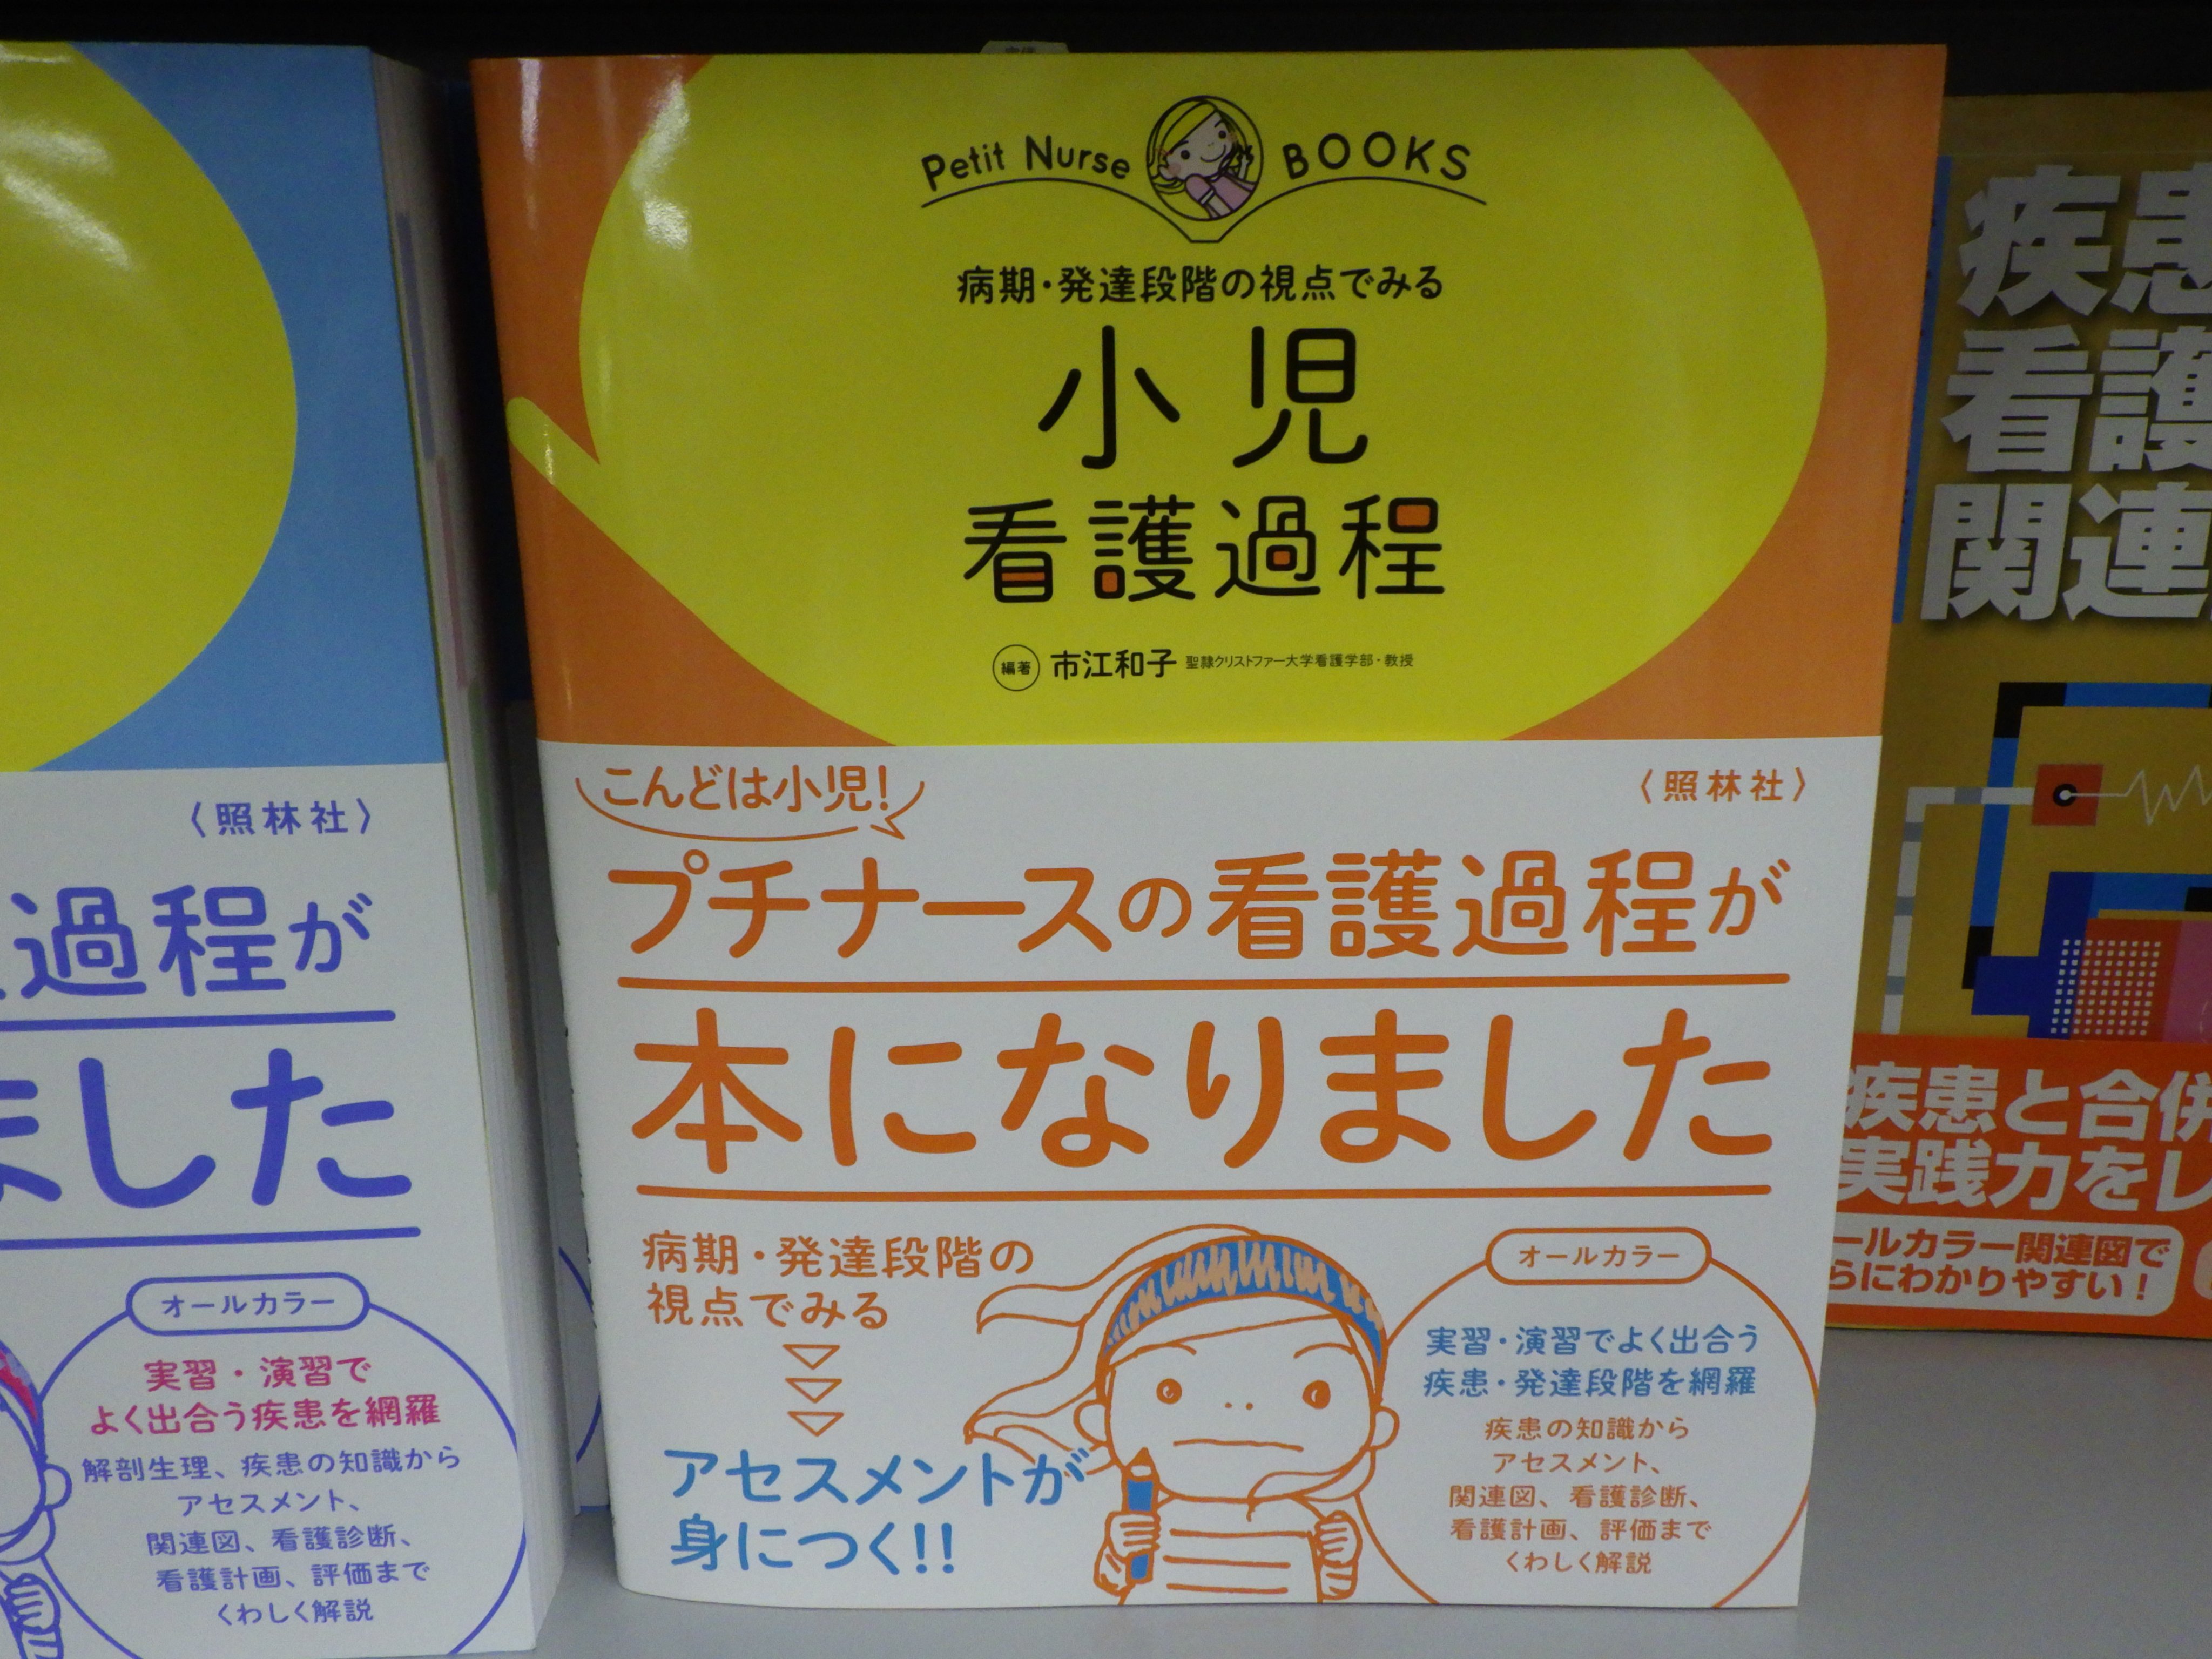 Petit Nurse BOOKS
病期・発達段階の視点でみる
小児
看護過程
編著 市江和子 聖隷クリストファー大学看護学部・教授
こんどは小児!
〈照林社〉
プチナースの看護過程が
本になりました
病期・発達段階の
視点でみる
アセスメントが
身につく!!
オールカラー
実習・演習でよく出合う
疾患・発達段階を網羅
疾患の知識から
アセスメント、
関連図、看護診断、
看護計画、評価まで
くわしく解説
〈照林社〉
過程が
ました
オールカラー
実習・演習で
よく出合う疾患を網羅
解剖生理、疾患の知識から
アセスメント、
関連図、看護診断、
看護計画、評価まで
くわしく解説
疾患
看護
関連
疾患と合併
実践力をレ
ールカラー関連図で
らにわかりやすい!